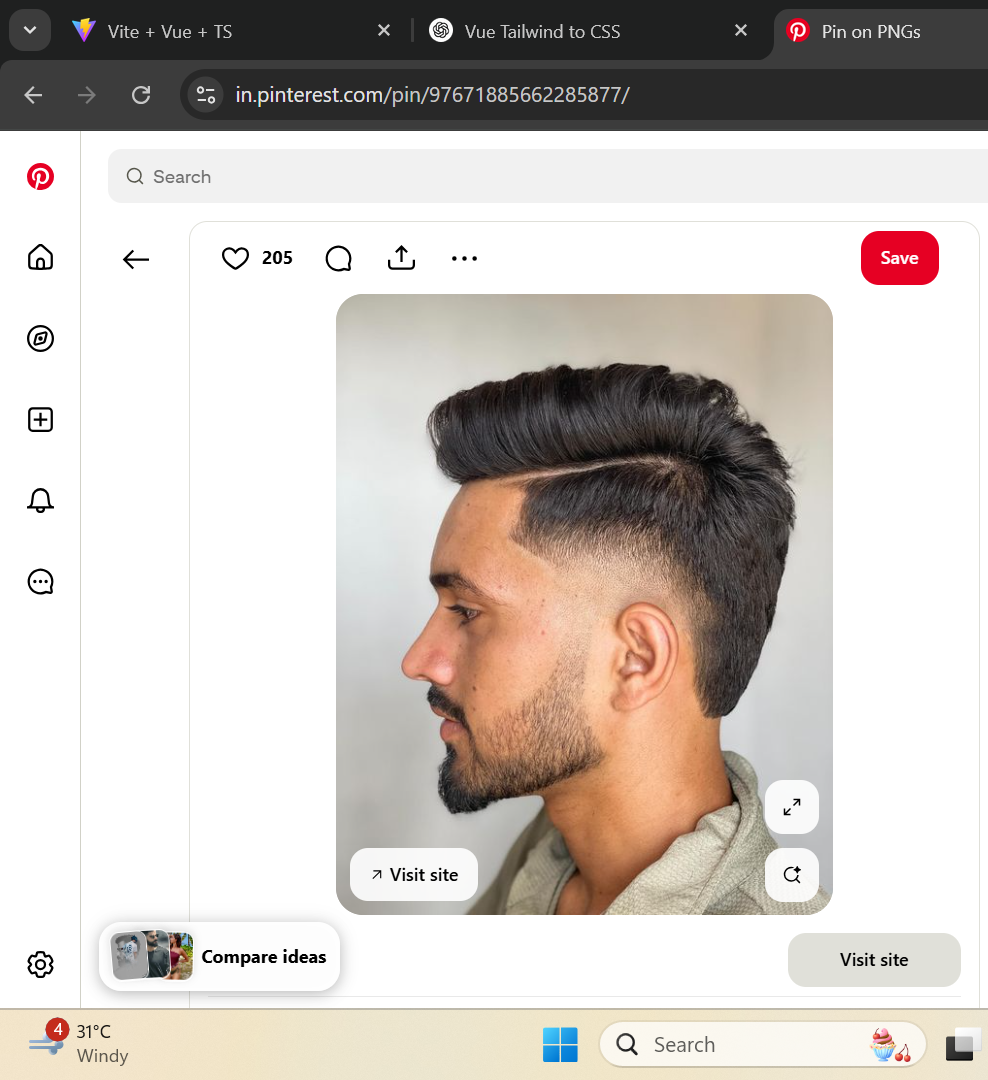 Vite + Vue + TS
Vue Tailwind to CSS
Pin on PNGs
in.pinterest.com/pin/97671885662285877/
Search
205
Save
Visit site
Compare ideas
Visit site
4
31°C
Windy
Search